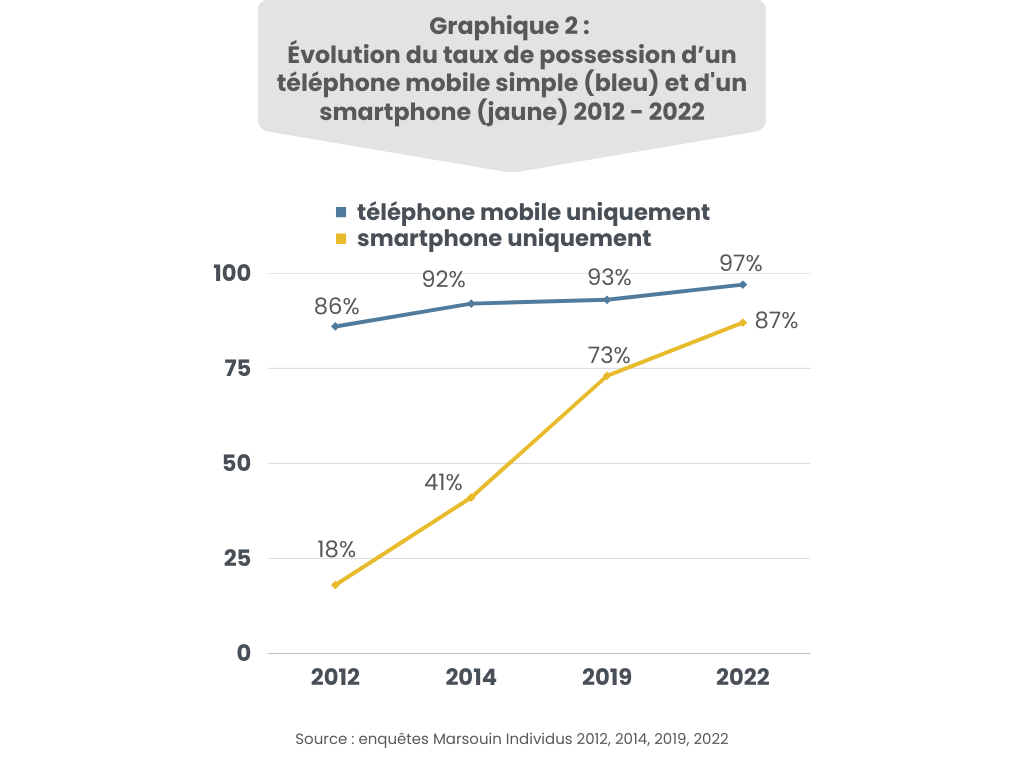 Graphique 2 :
Évolution du taux de possession d’un
téléphone mobile simple (bleu) et d'un
smartphone (jaune) 2012 - 2022
téléphone mobile uniquement
smartphone uniquement
100
75
50
25
0
86%
92%
93%
97%
18%
41%
73%
87%
2012
2014
2019
2022
Source : enquêtes Marsouin Individus 2012, 2014, 2019, 2022